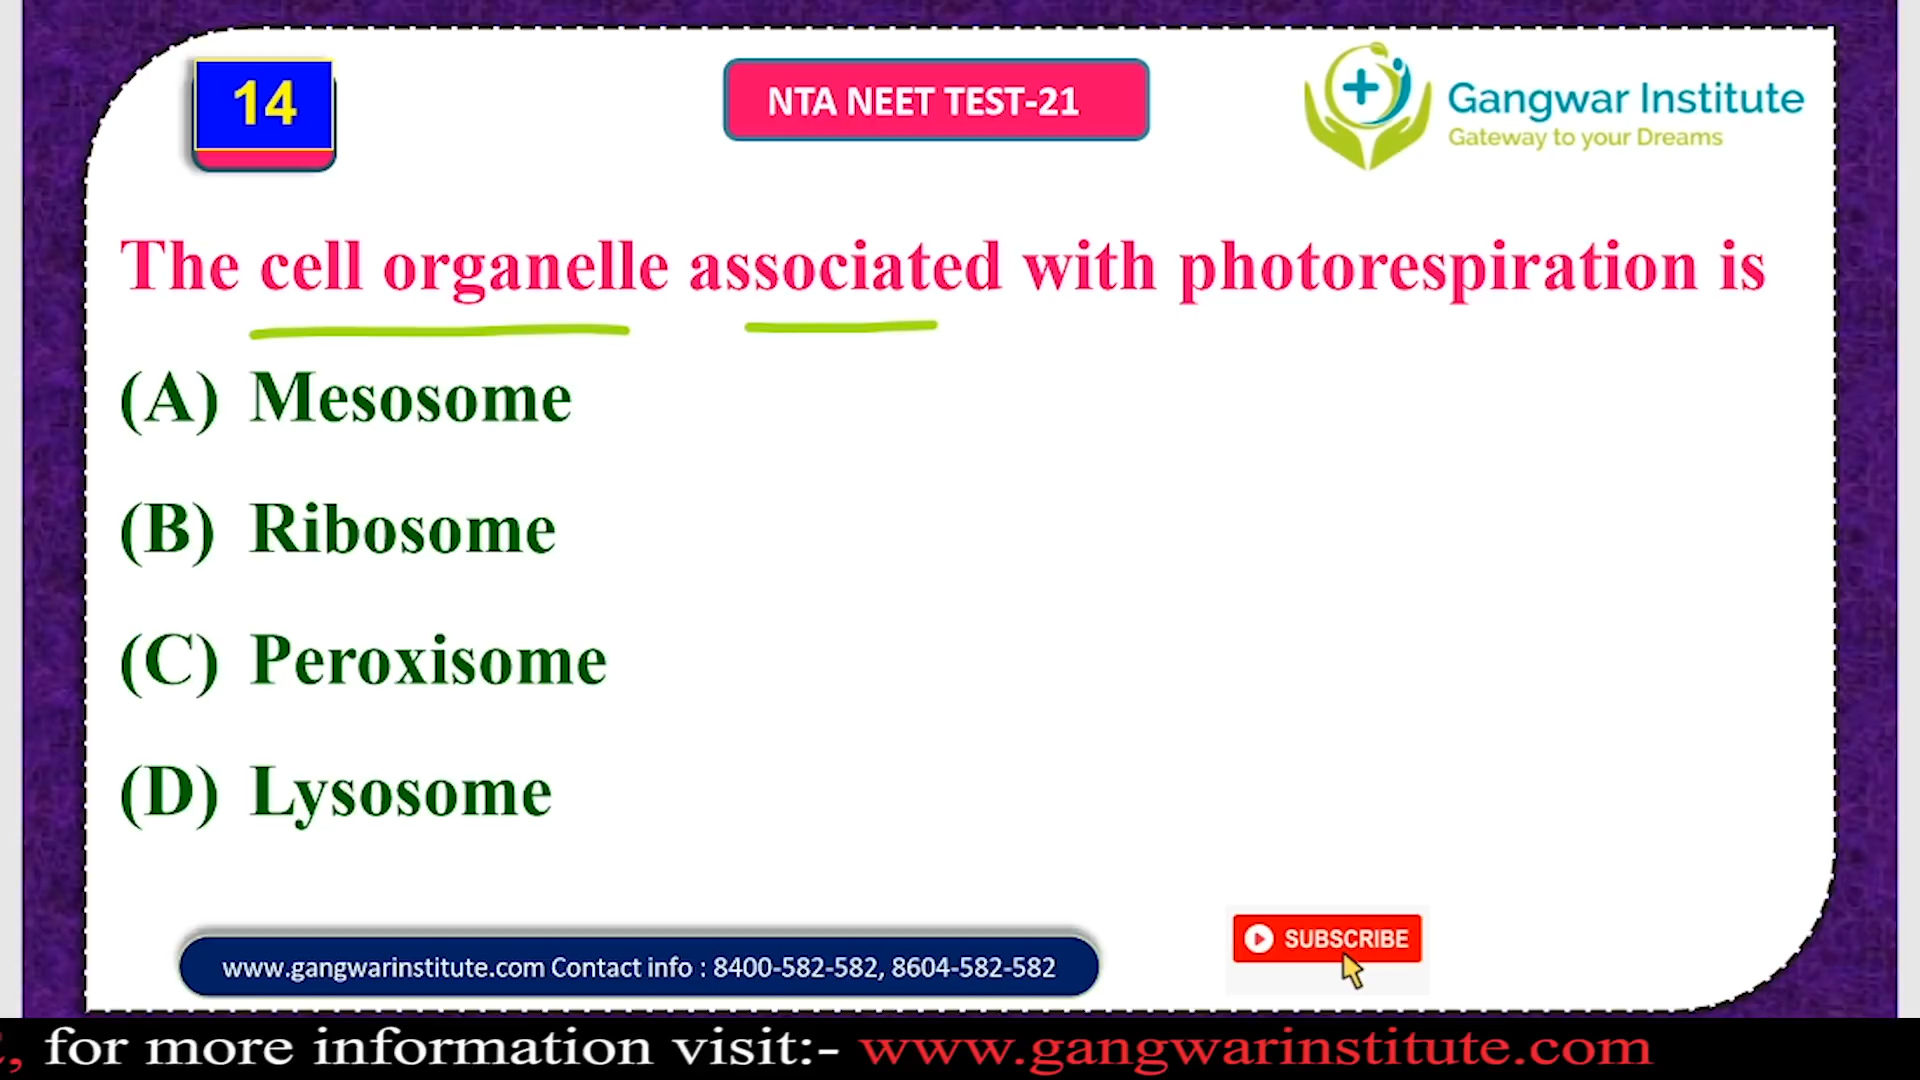 14
NTA NEET TEST-21
Gangwar Institute
Gateway to your Dreams
The cell organelle associated with photorespiration is
(A) Mesosome
(B) Ribosome
(C) Peroxisome
(D) Lysosome
www.gangwarinstitute.com Contact info : 8400-582-582, 8604-582-582
SUBSCRIBE
, for more information visit:- www.gangwarinstitute.com